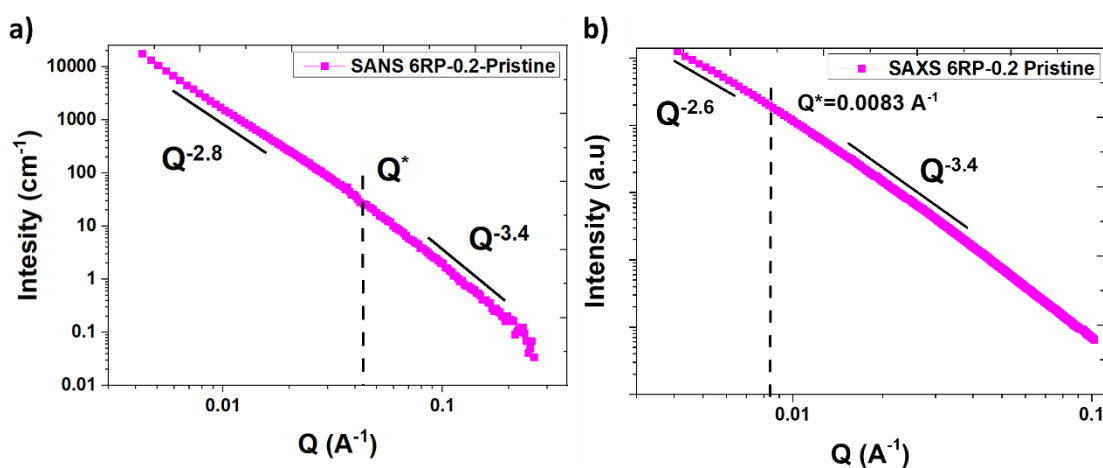 a)
SANS 6RP-0.2-Pristine
10000
1000
100
10
1
0.1
0.01
Intesity (cm⁻¹)
Q⁻²·⁸
Q*
Q⁻³·⁴
0.01
0.1
Q (A⁻¹)
b)
SAXS 6RP-0.2 Pristine
Q*=0.0083 A⁻¹
Q⁻²·⁶
Q⁻³·⁴
Intensity (a.u)
0.01
0.1
Q (A⁻¹)